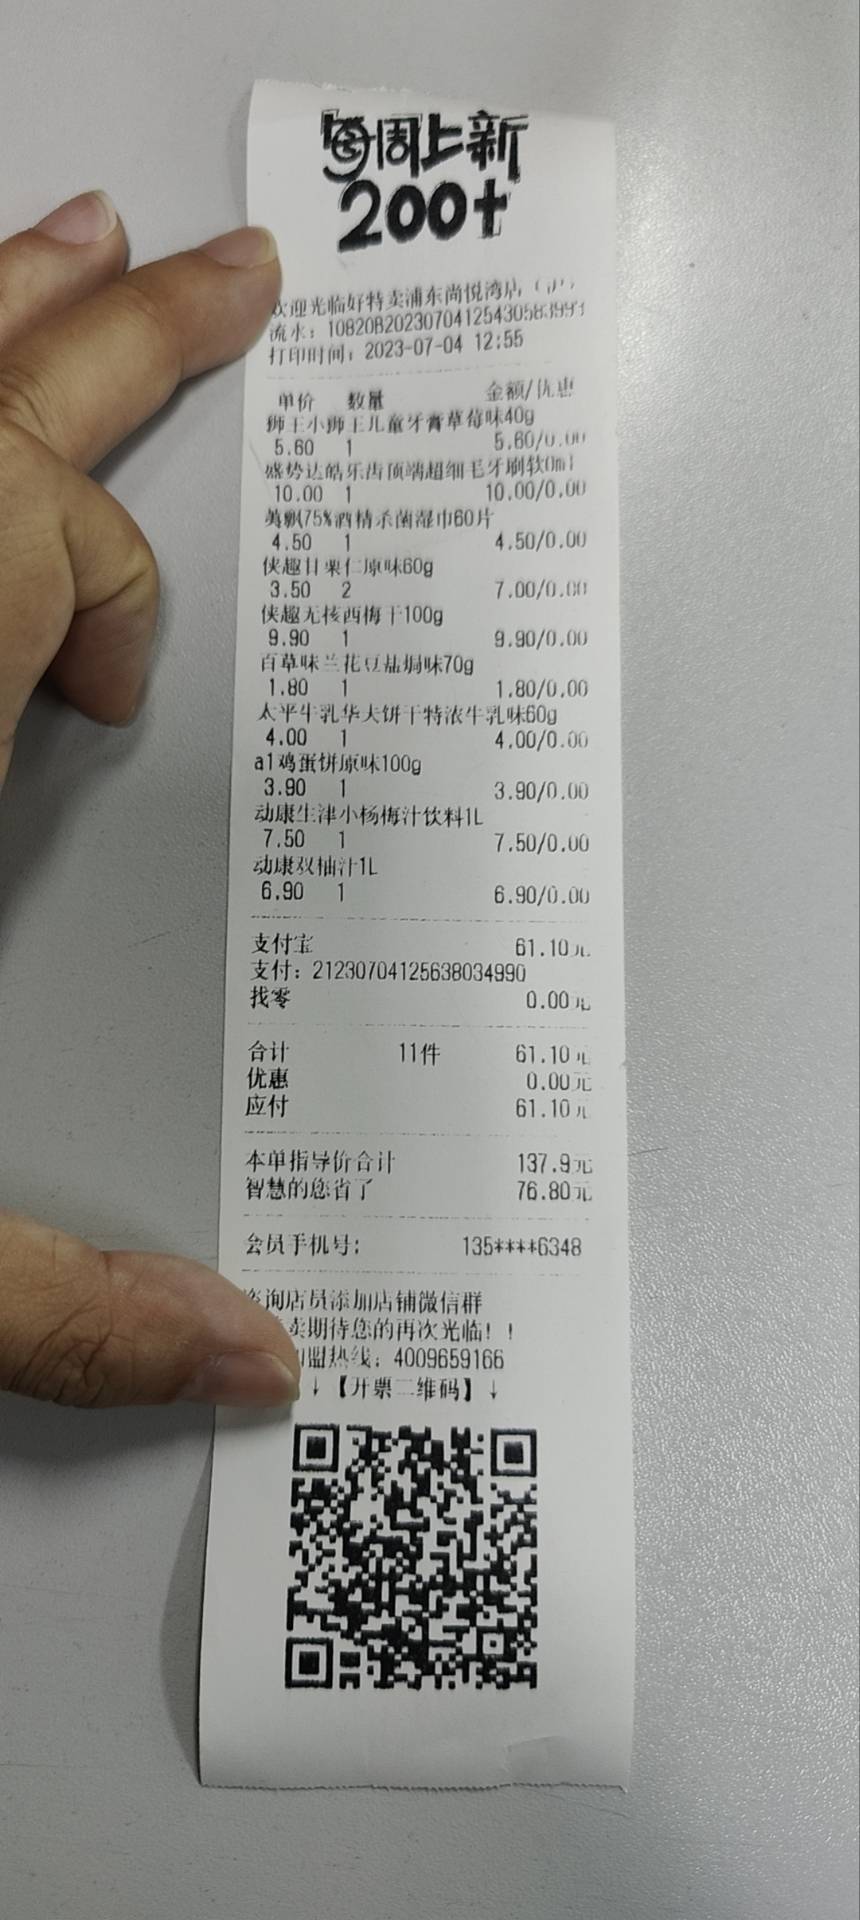 每周上新
200+
欢迎光临好特卖浦东尚悦湾店
流水：
打印时间：2023-07-04 12:55
单价 数量 金额/优惠
狮王小狮王儿童牙膏草莓味40g
5.60 1 5.60/0.00
盛势达皓乐齿顶端超细毛牙刷软0ml
10.00 1 10.00/0.00
美飘75%酒精杀菌湿巾60片
4.50 1 4.50/0.00
侠趣甘栗仁原味60g
3.50 2 7.00/0.00
侠趣无核西梅干100g
9.90 1 9.90/0.00
百草味兰花豆盐焗味70g
1.80 1 1.80/0.00
太平牛乳华夫饼干特浓牛乳味60g
4.00 1 4.00/0.00
a1鸡蛋饼原味100g
3.90 1 3.90/0.00
动康生津小杨梅汁饮料1L
7.50 1 7.50/0.00
动康双柚汁1L
6.90 1 6.90/0.00
支付宝 61.10元
支付：21230704125638034990
找零 0.00元
合计 11件 61.10元
优惠 0.00元
应付 61.10元
本单指导价合计 137.9元
智慧的您省了 76.80元
会员手机号: 135****6348
咨询店员添加店铺微信群
卖期待您的再次光临！！
加盟热线：4009659166
↓【开票二维码】↓